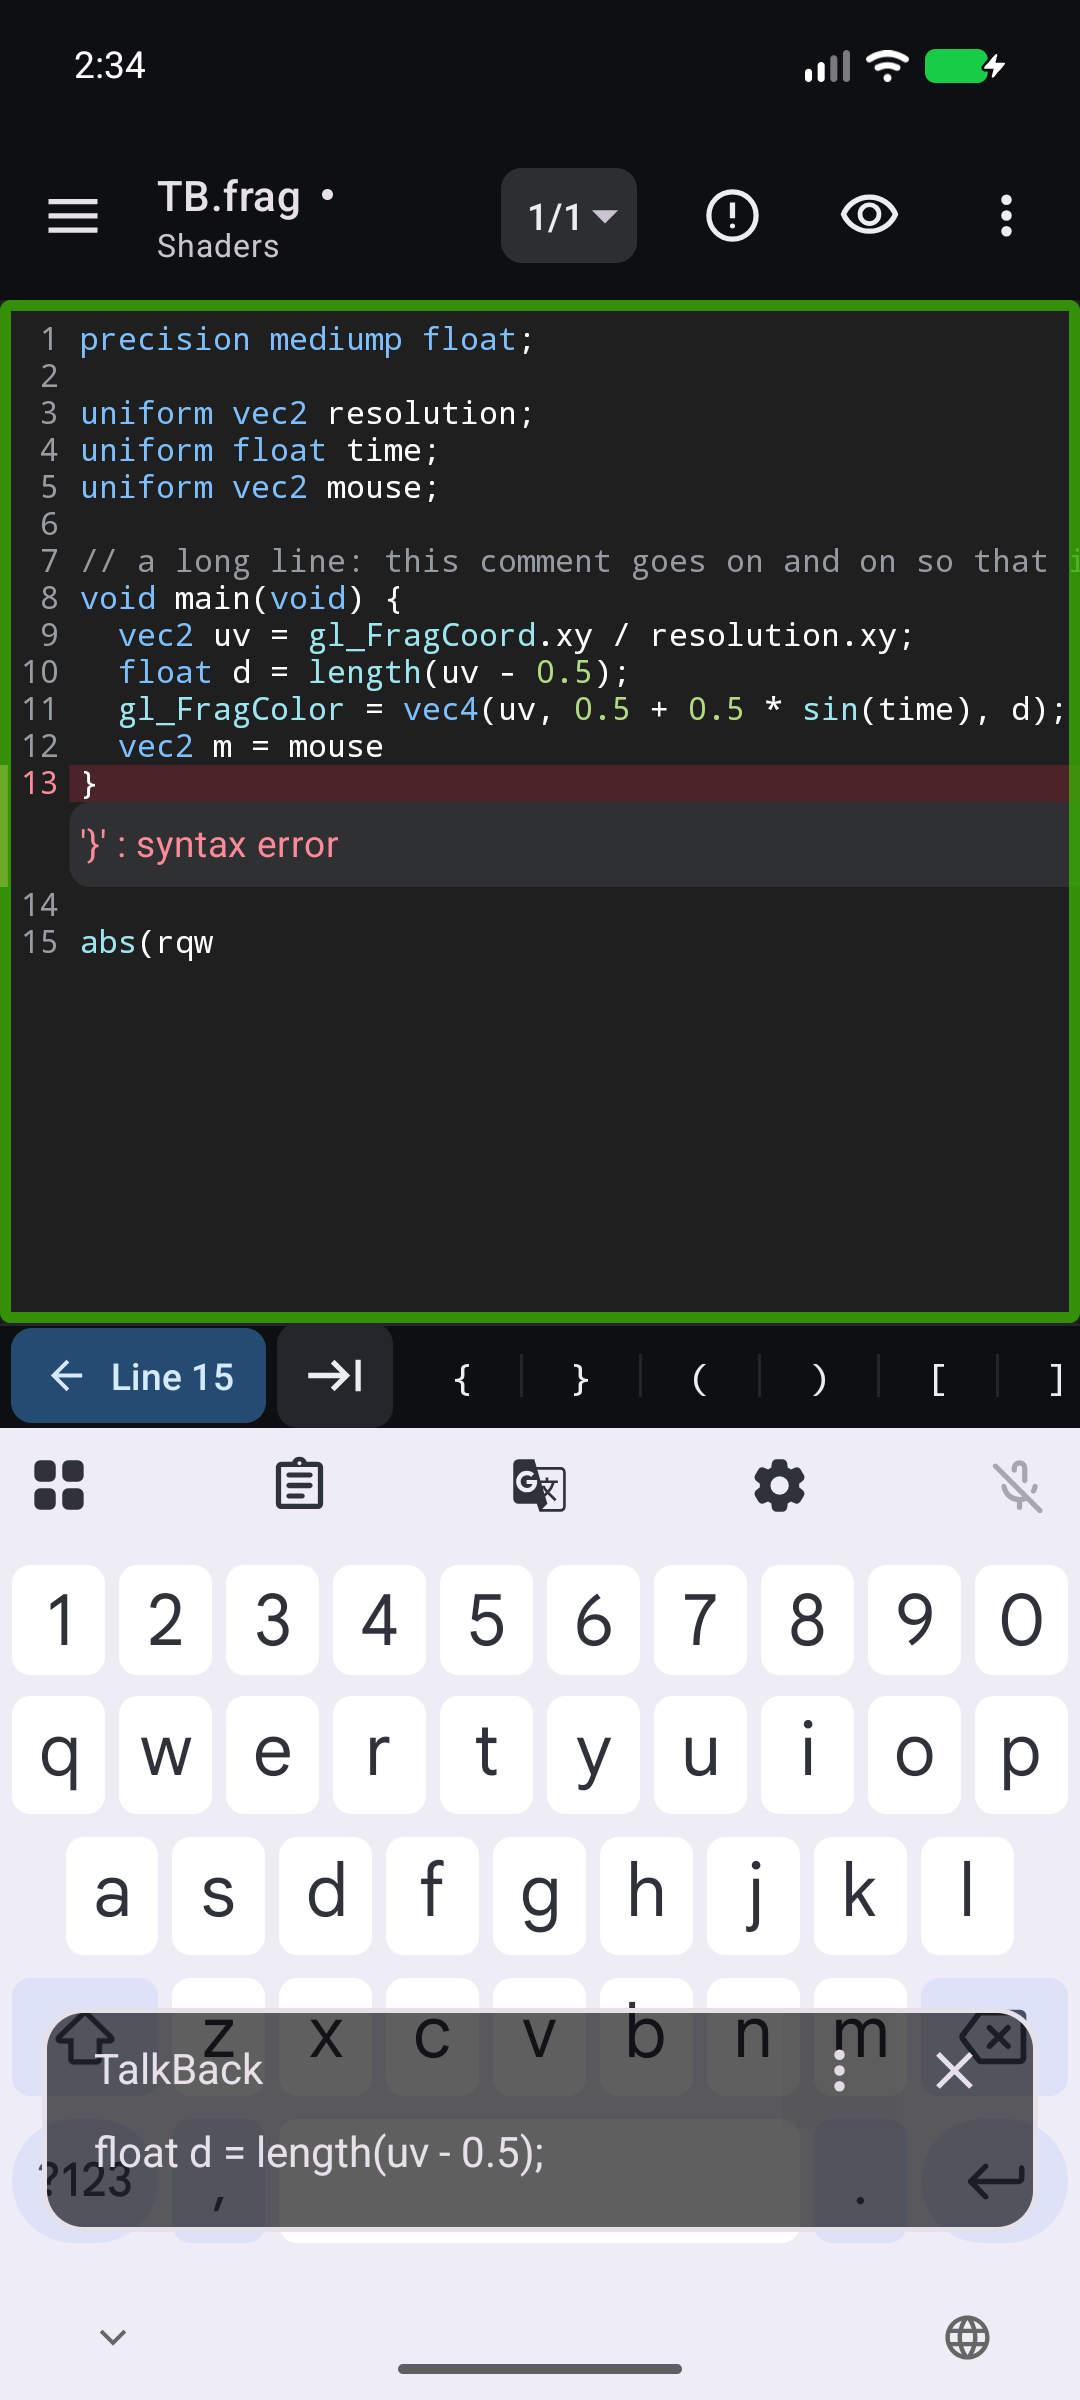 2:34
TB.frag •
Shaders
1/1
1 precision mediump float;
2
3 uniform vec2 resolution;
4 uniform float time;
5 uniform vec2 mouse;
6
7 // a long line: this comment goes on and on so that i
8 void main(void) {
9   vec2 uv = gl_FragCoord.xy / resolution.xy;
10   float d = length(uv - 0.5);
11   gl_FragColor = vec4(uv, 0.5 + 0.5 * sin(time), d);
12   vec2 m = mouse
13 }
'}' : syntax error
14
15 abs(rqw
← Line 15 { } ( ) [ ]
1 2 3 4 5 6 7 8 9 0
q w e r t y u i o p
a s d f g h j k l
z x c v b n m
TalkBack
float d = length(uv - 0.5);
?123 , .